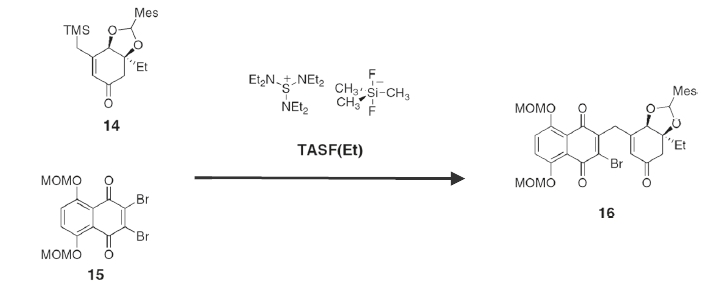 Mes
TMS
O
O
Et
O
14
Et2N
S+
NEt2
NEt2
F
−
CH3
CH3
Si
CH3
F
TASF(Et)
MOMO
O
Br
Br
MOMO
O
15
Mes
O
O
Et
MOMO
O
Br
MOMO
O
O
16